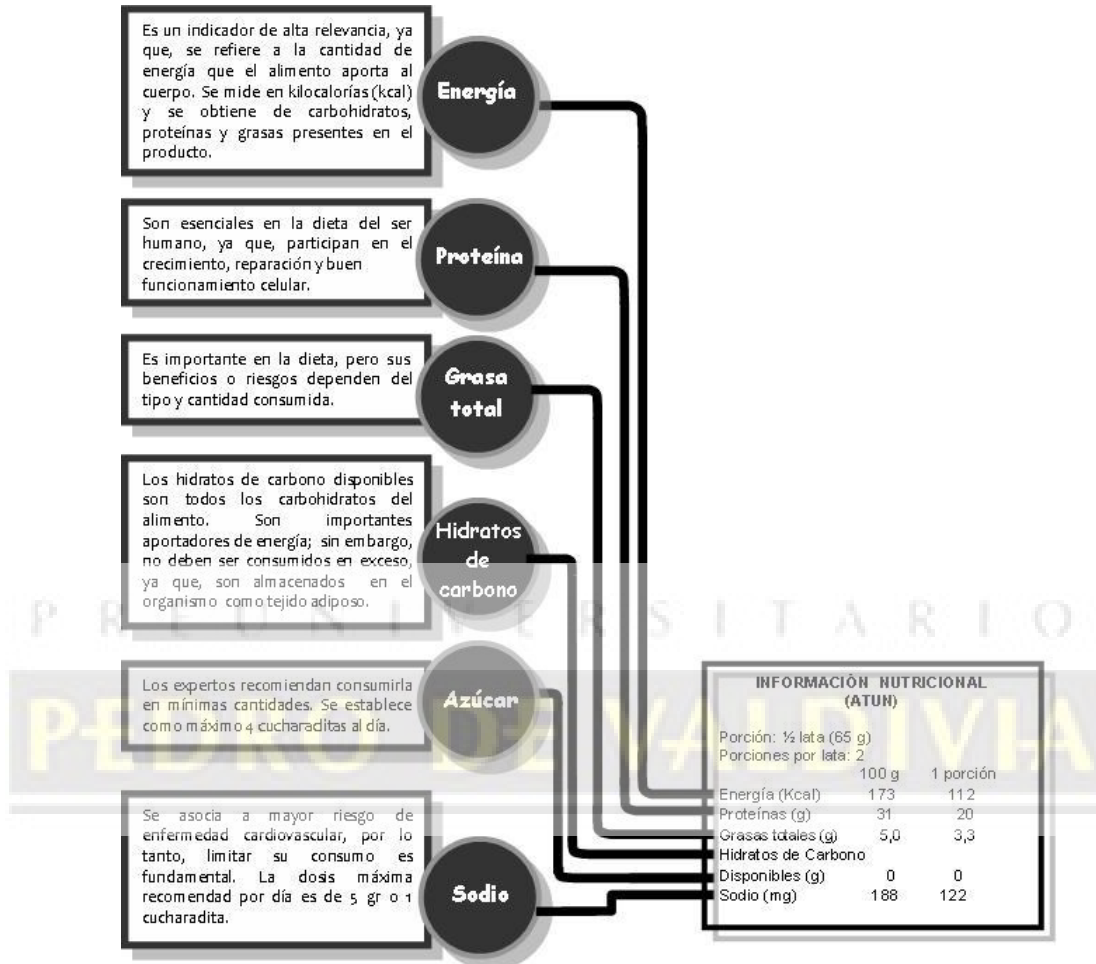 Es un indicador de alta relevancia, ya
que, se refiere a la cantidad de
energía que el alimento aporta al
cuerpo. Se mide en kilocalorías (kcal)
y se obtiene de carbohidratos,
proteínas y grasas presentes en el
producto.
Energía
Son esenciales en la dieta del ser
humano, ya que, participan en el
crecimiento, reparación y buen
funcionamiento celular.
Proteína
Es importante en la dieta, pero sus
beneficios o riesgos dependen del
tipo y cantidad consumida.
Grasa
total
Los hidratos de carbono disponibles
son todos los carbohidratos del
alimento. Son importantes
aportadores de energía; sin embargo,
no deben ser consumidos en exceso,
ya que, son almacenados en el
organismo como tejido adiposo.
Hidratos
de
carbono
PREUNIVERSITARIO
PEDRO DE VALDIVIA
Los expertos recomiendan consumirla
en mínimas cantidades. Se establece
como máximo 4 cucharaditas al día.
Azúcar
Se asocia a mayor riesgo de
enfermedad cardiovascular, por lo
tanto, limitar su consumo es
fundamental. La dosis máxima
recomendad por día es de 5 gr o 1
cucharadita.
Sodio
INFORMACIÓN NUTRICIONAL
(ATUN)
Porción: ½ lata (65 g)
Porciones por lata: 2
100 g 1 porción
Energía (Kcal) 173 112
Proteínas (g) 31 20
Grasas totales (g) 5,0 3,3
Hidratos de Carbono
Disponibles (g) 0 0
Sodio (mg) 188 122